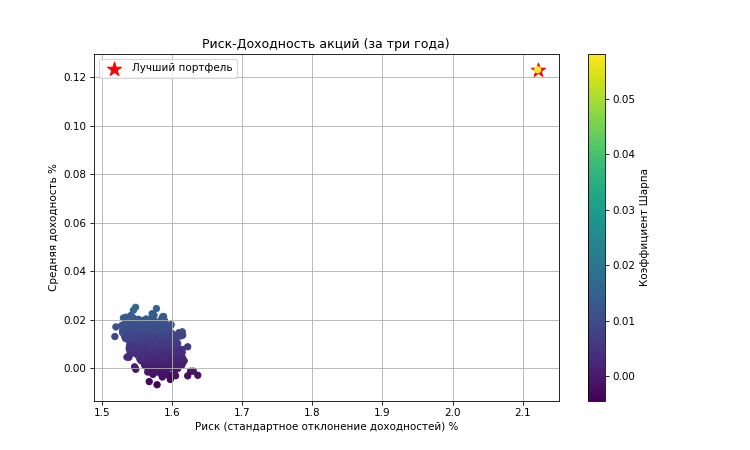 Риск-Доходность акций (за три года)
Лучший портфель
Средняя доходность %
0.12
0.10
0.08
0.06
0.04
0.02
0.00
1.5 1.6 1.7 1.8 1.9 2.0 2.1
Риск (стандартное отклонение доходностей) %
0.05
0.04
0.03
0.02
0.01
0.00
Коэффициент Шарпа